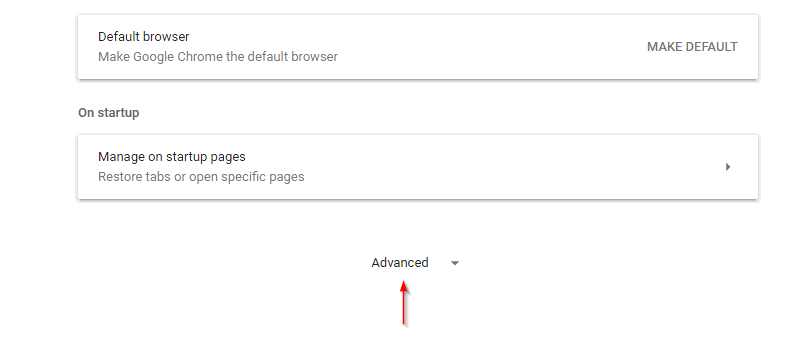 Default browser
Make Google Chrome the default browser
MAKE DEFAULT
On startup
Manage on startup pages
Restore tabs or open specific pages
Advanced